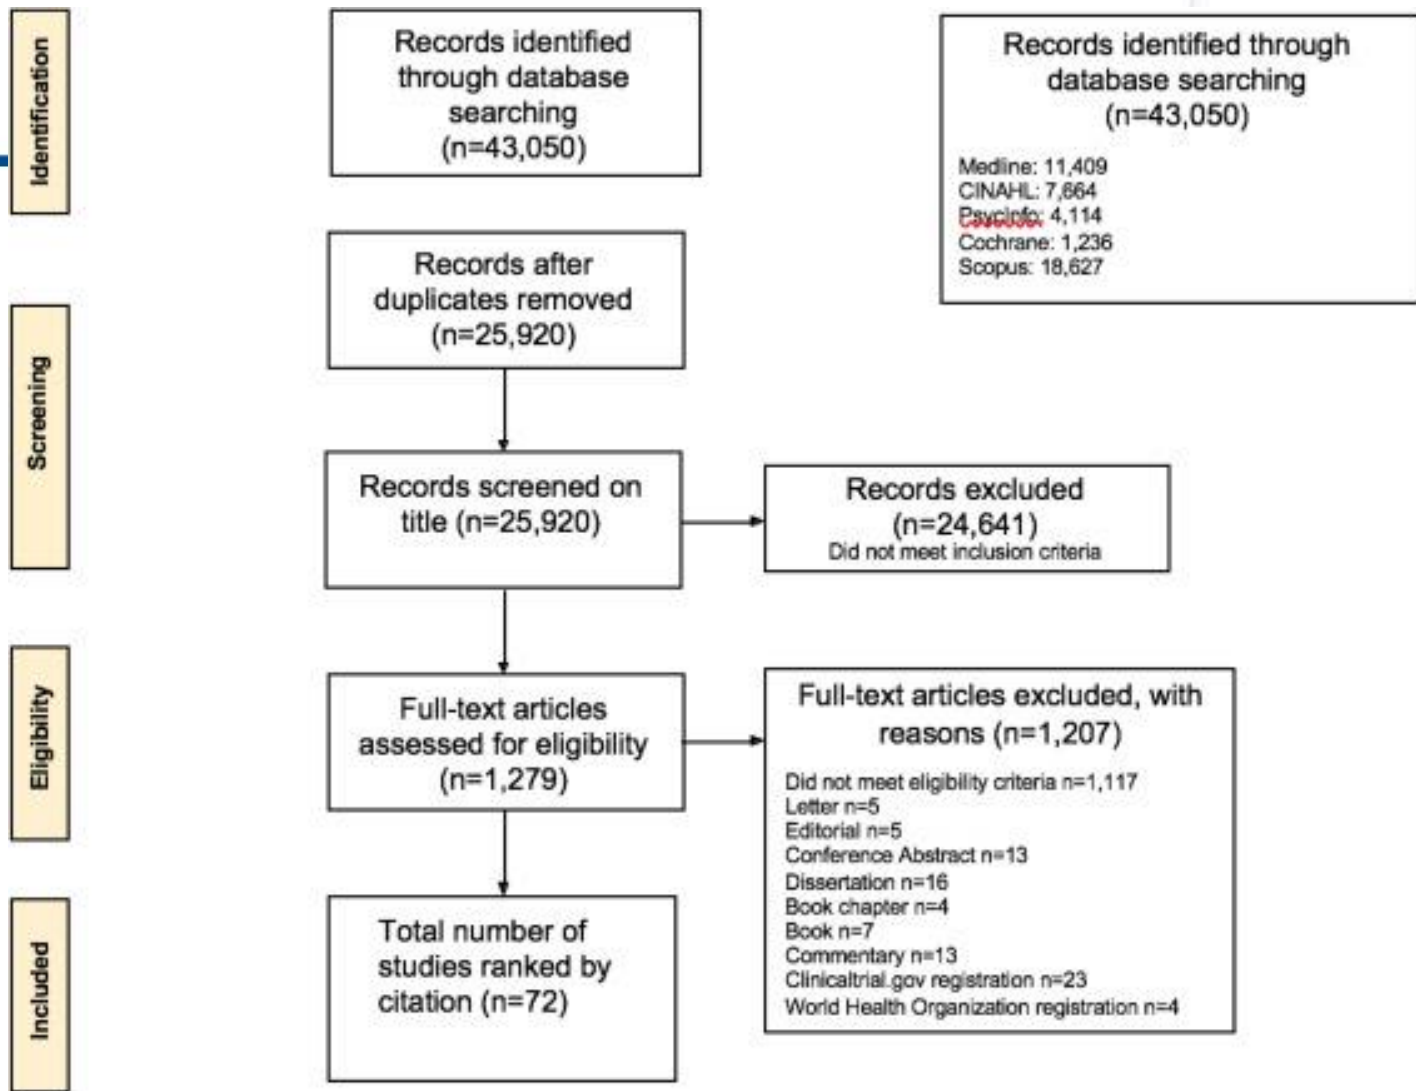 Identification
Records identified
through database
searching
(n=43,050)
Records identified through
database searching
(n=43,050)
Medline: 11,409
CINAHL: 7,664
PsycInfo: 4,114
Cochrane: 1,236
Scopus: 18,627
Screening
Records after
duplicates removed
(n=25,920)
Records screened on
title (n=25,920)
Records excluded
(n=24,641)
Did not meet inclusion criteria
Eligibility
Full-text articles
assessed for eligibility
(n=1,279)
Full-text articles excluded, with
reasons (n=1,207)
Did not meet eligibility criteria n=1,117
Letter n=5
Editorial n=5
Conference Abstract n=13
Dissertation n=16
Book chapter n=4
Book n=7
Commentary n=13
Clinicaltrial.gov registration n=23
World Health Organization registration n=4
Included
Total number of
studies ranked by
citation (n=72)